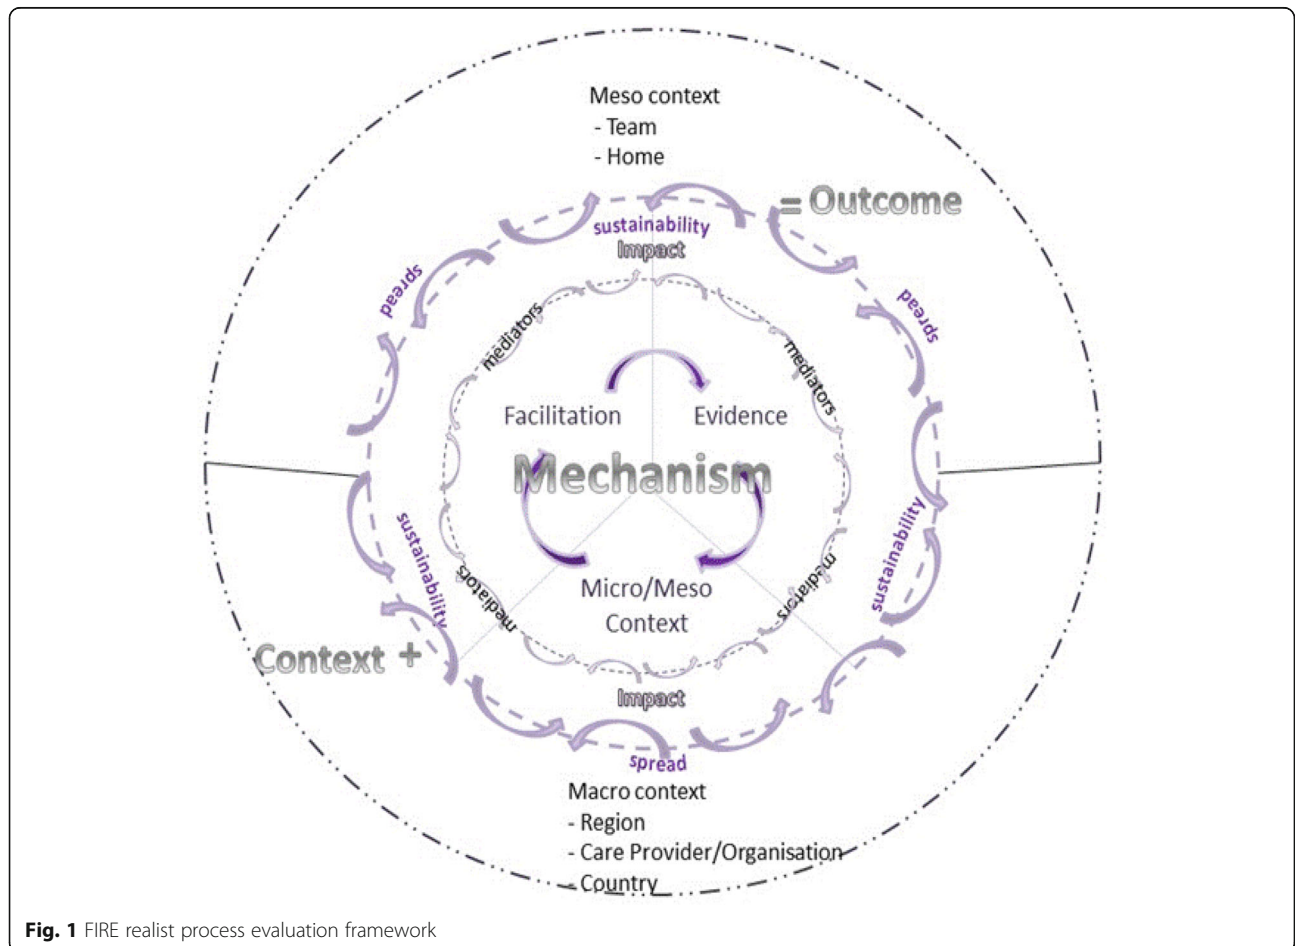 Meso context
- Team
- Home
= Outcome
sustainability
Impact
spread
spread
mediators
mediators
Facilitation
Evidence
Mechanism
sustainability
sustainability
mediators
mediators
Micro/Meso
Context
Context +
Impact
spread
Macro context
- Region
- Care Provider/Organisation
- Country
Fig. 1 FIRE realist process evaluation framework